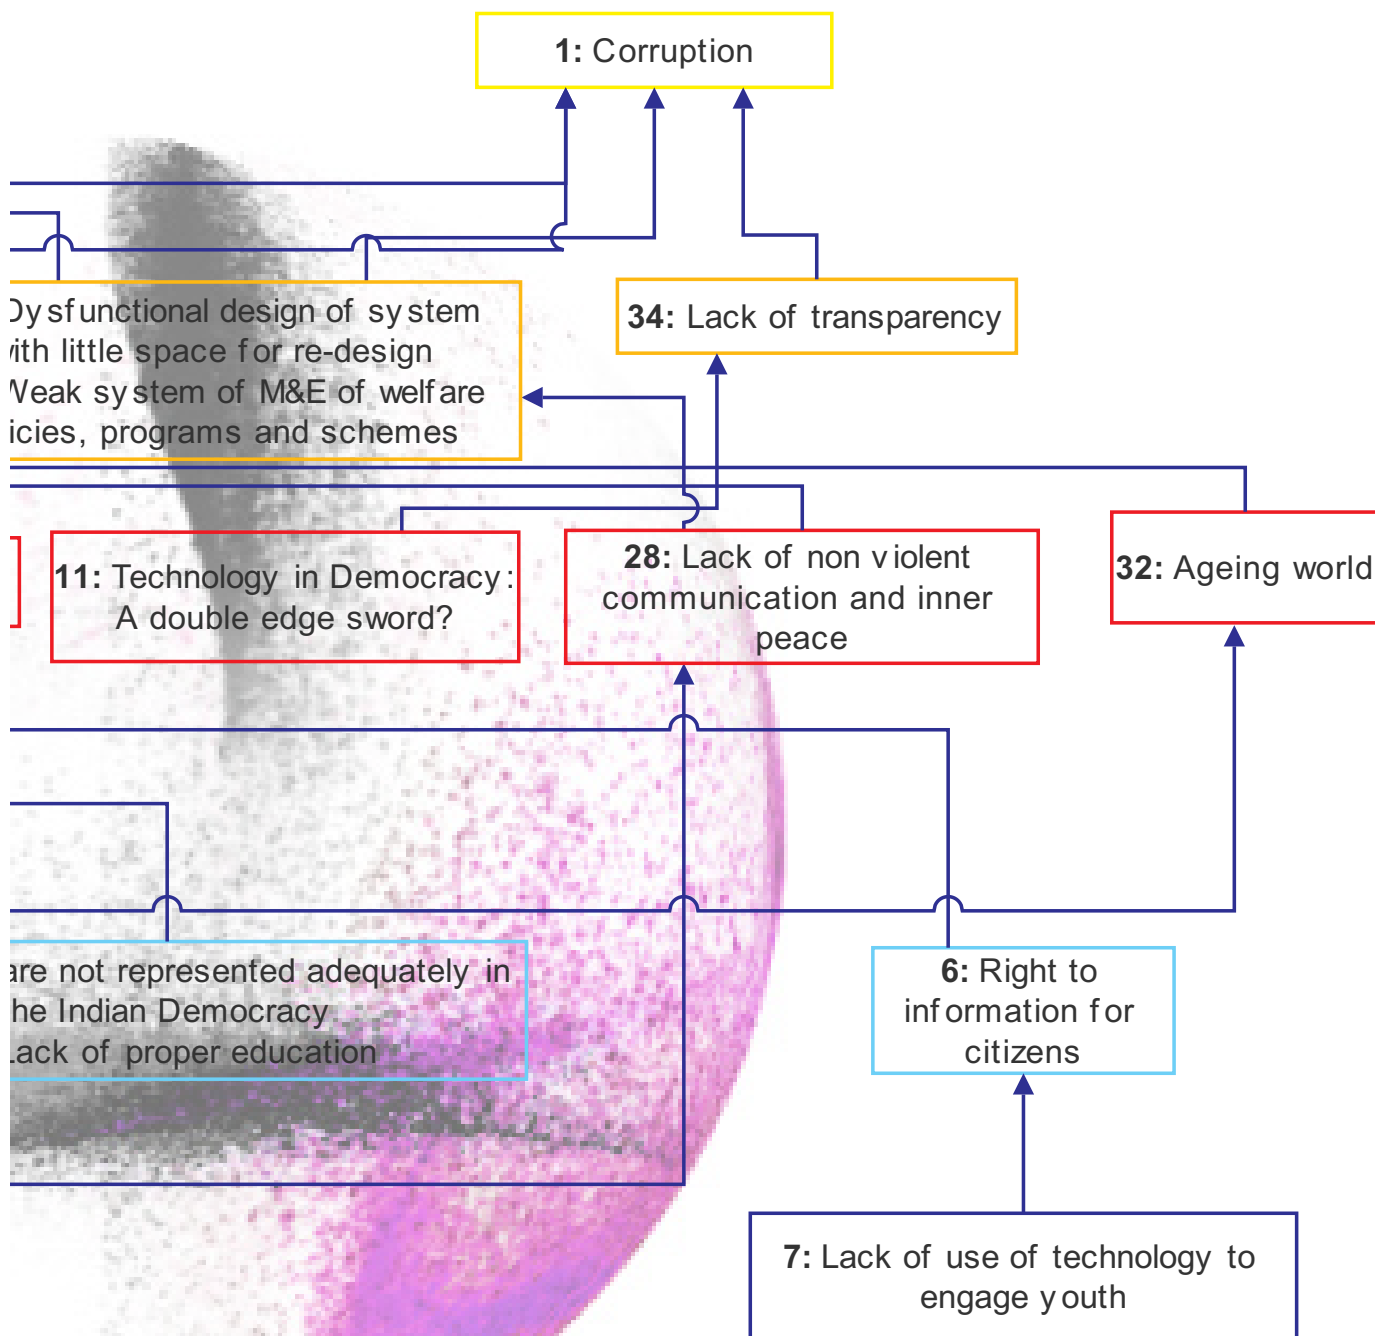 1: Corruption
Dysfunctional design of system
with little space for re-design
Weak system of M&E of welfare
icies, programs and schemes
34: Lack of transparency
11: Technology in Democracy:
A double edge sword?
28: Lack of non violent
communication and inner
peace
32: Ageing world
are not represented adequately in
the Indian Democracy
Lack of proper education
6: Right to
information for
citizens
7: Lack of use of technology to
engage youth